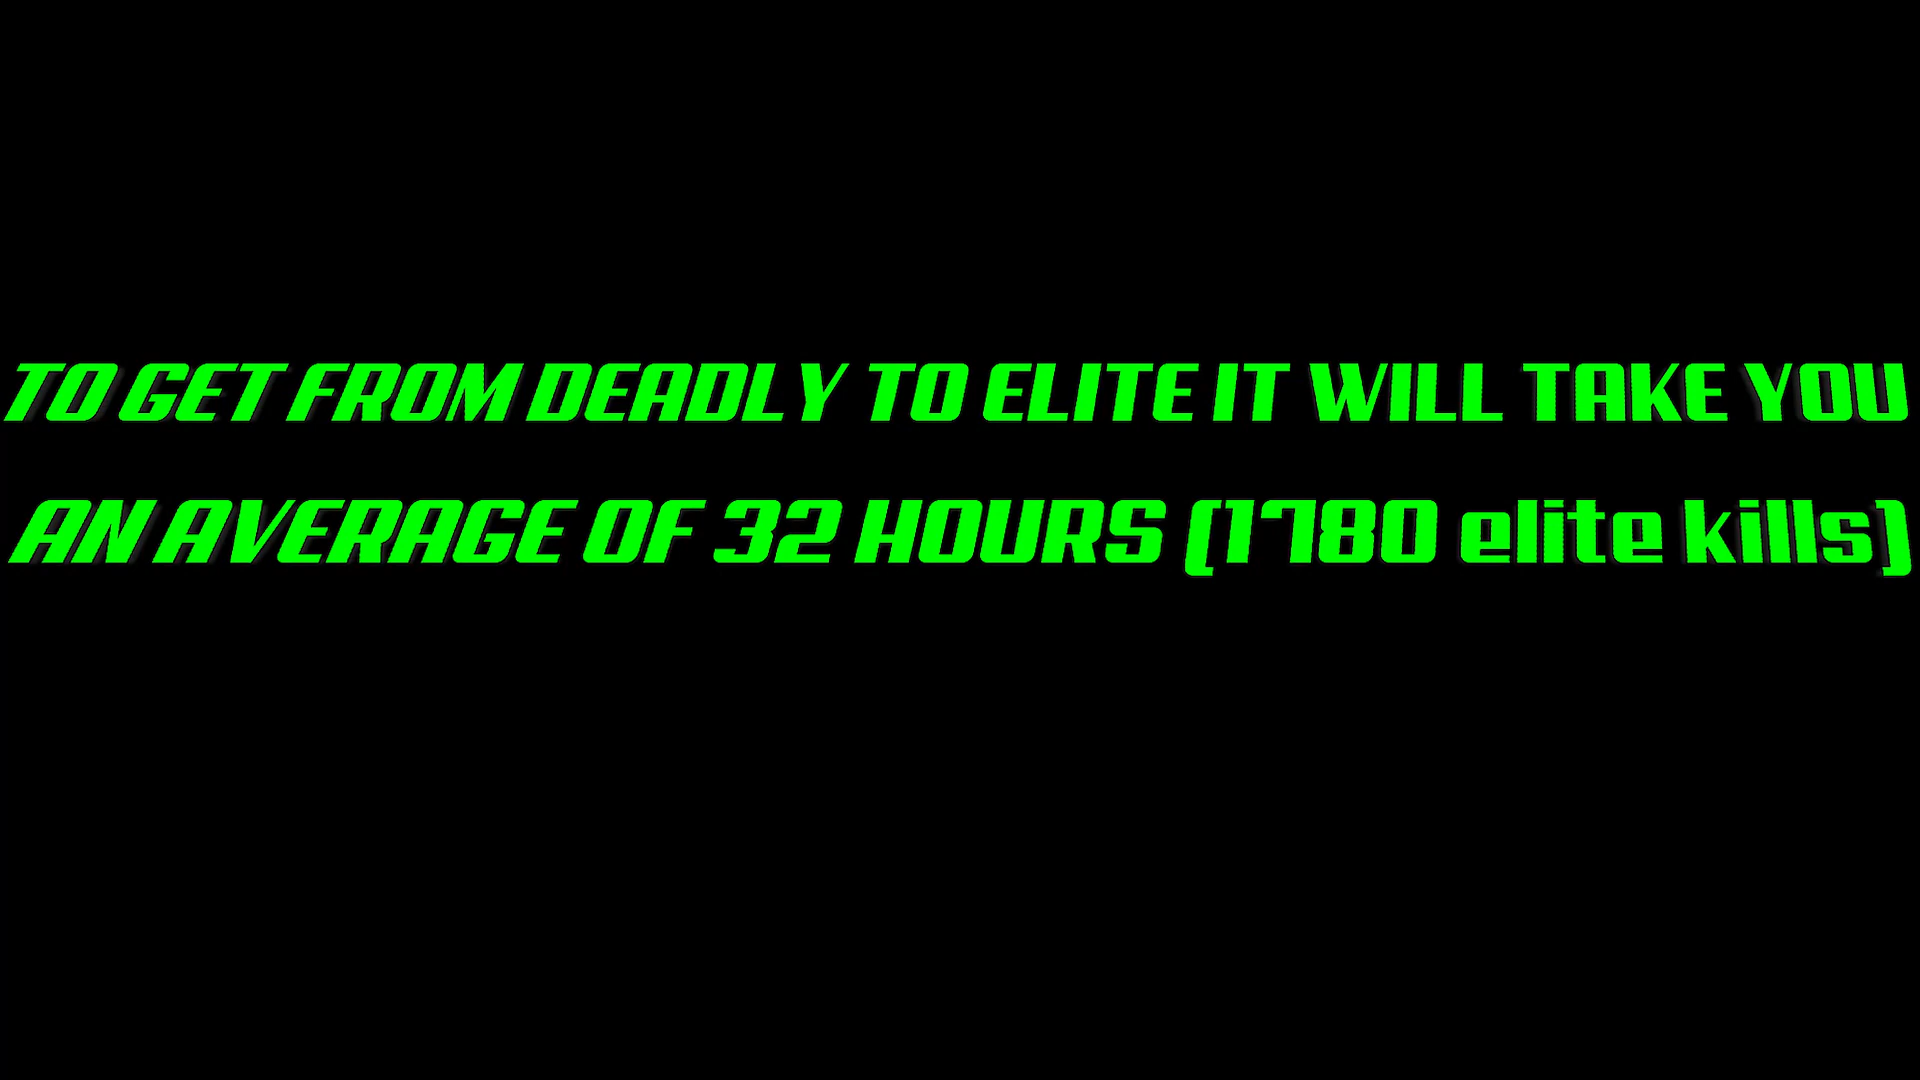 TO GET FROM DEADLY TO ELITE IT WILL TAKE YOU
AN AVERAGE OF 32 HOURS (1780 elite kills)